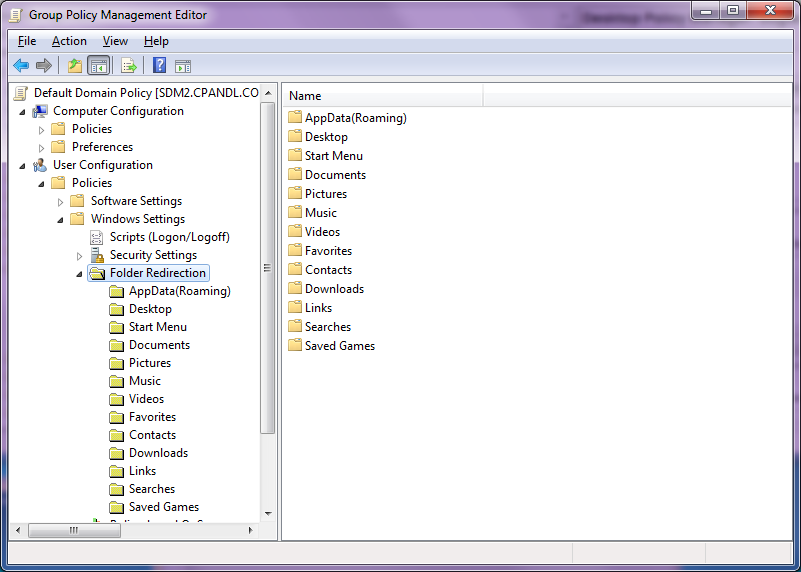 Group Policy Management Editor
File Action View Help
Default Domain Policy [SDM2.CPANDL.CO
Computer Configuration
Policies
Preferences
User Configuration
Policies
Software Settings
Windows Settings
Scripts (Logon/Logoff)
Security Settings
Folder Redirection
AppData(Roaming)
Desktop
Start Menu
Documents
Pictures
Music
Videos
Favorites
Contacts
Downloads
Links
Searches
Saved Games
Name
AppData(Roaming)
Desktop
Start Menu
Documents
Pictures
Music
Videos
Favorites
Contacts
Downloads
Links
Searches
Saved Games